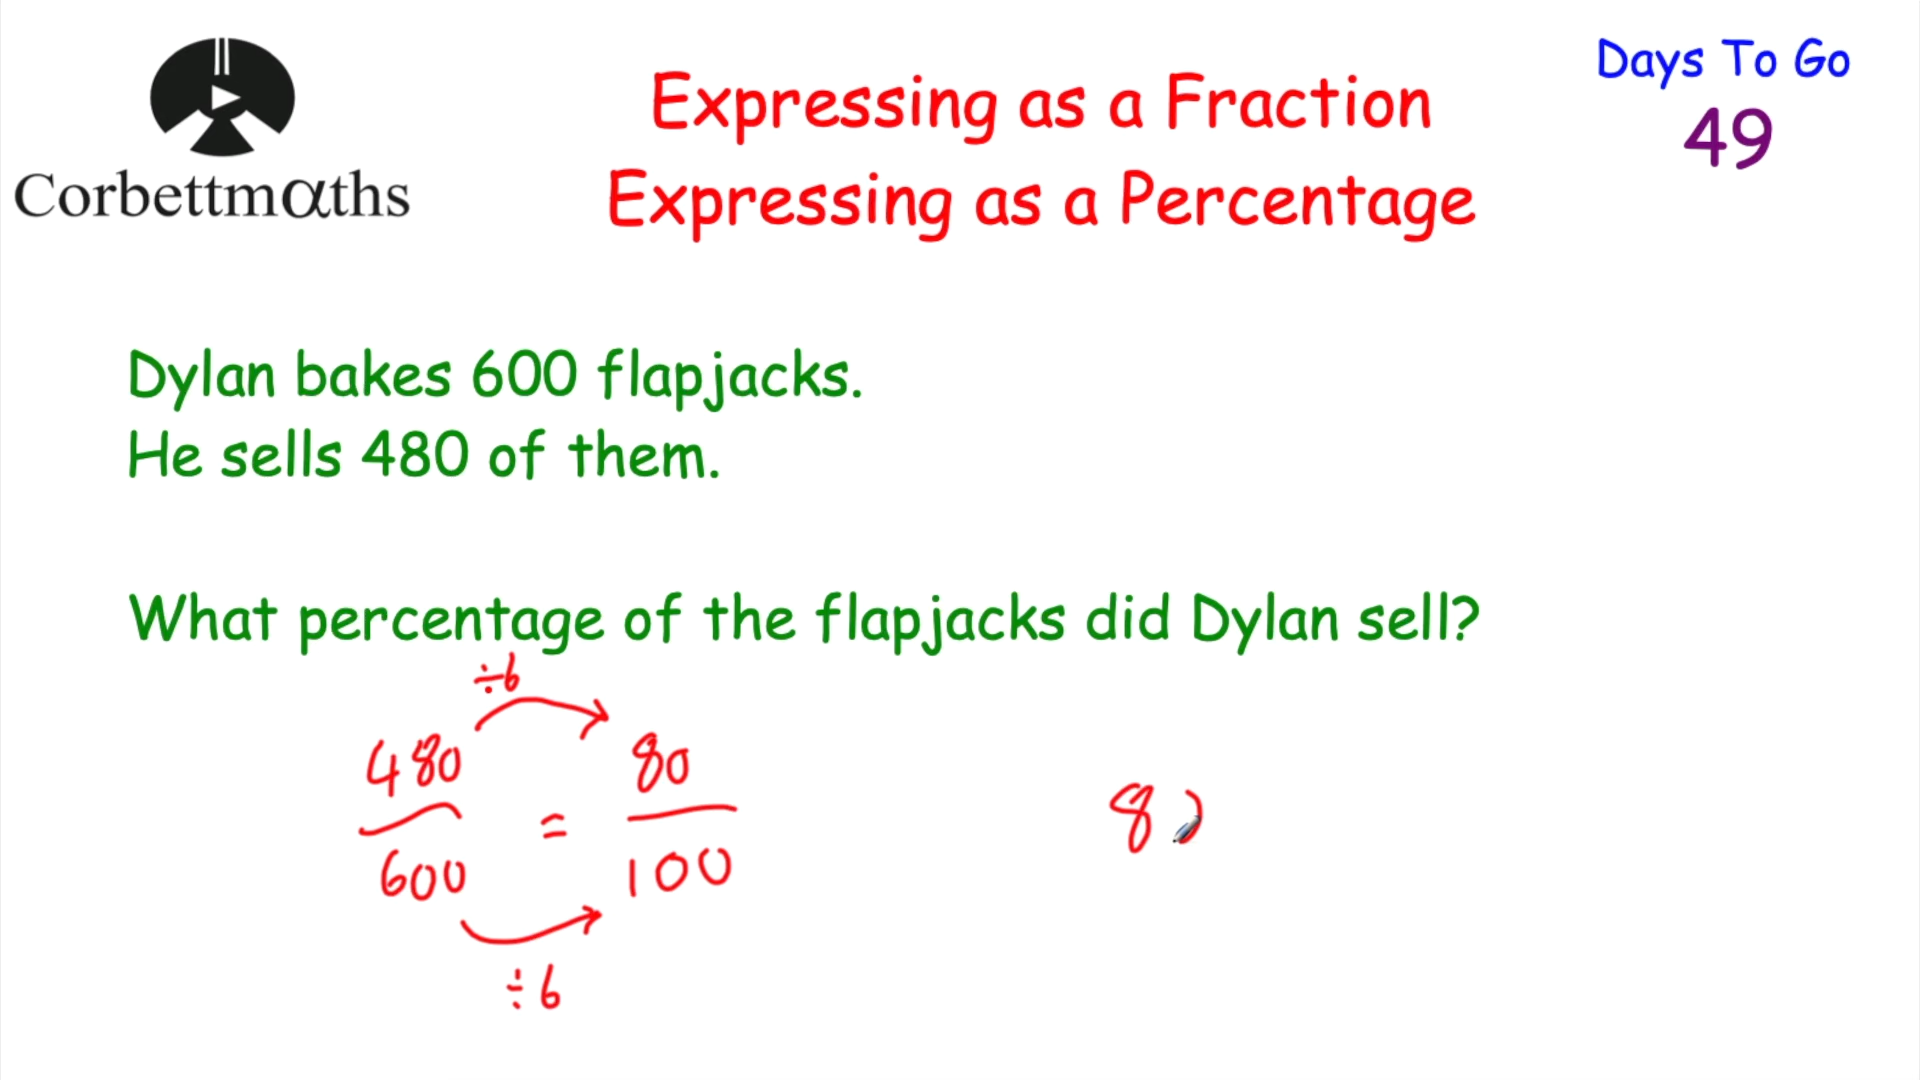 Corbettmαths
Expressing as a Fraction
Expressing as a Percentage
Days To Go
49
Dylan bakes 600 flapjacks.
He sells 480 of them.
What percentage of the flapjacks did Dylan sell?
÷6
480
80
=
600
100
÷6
8